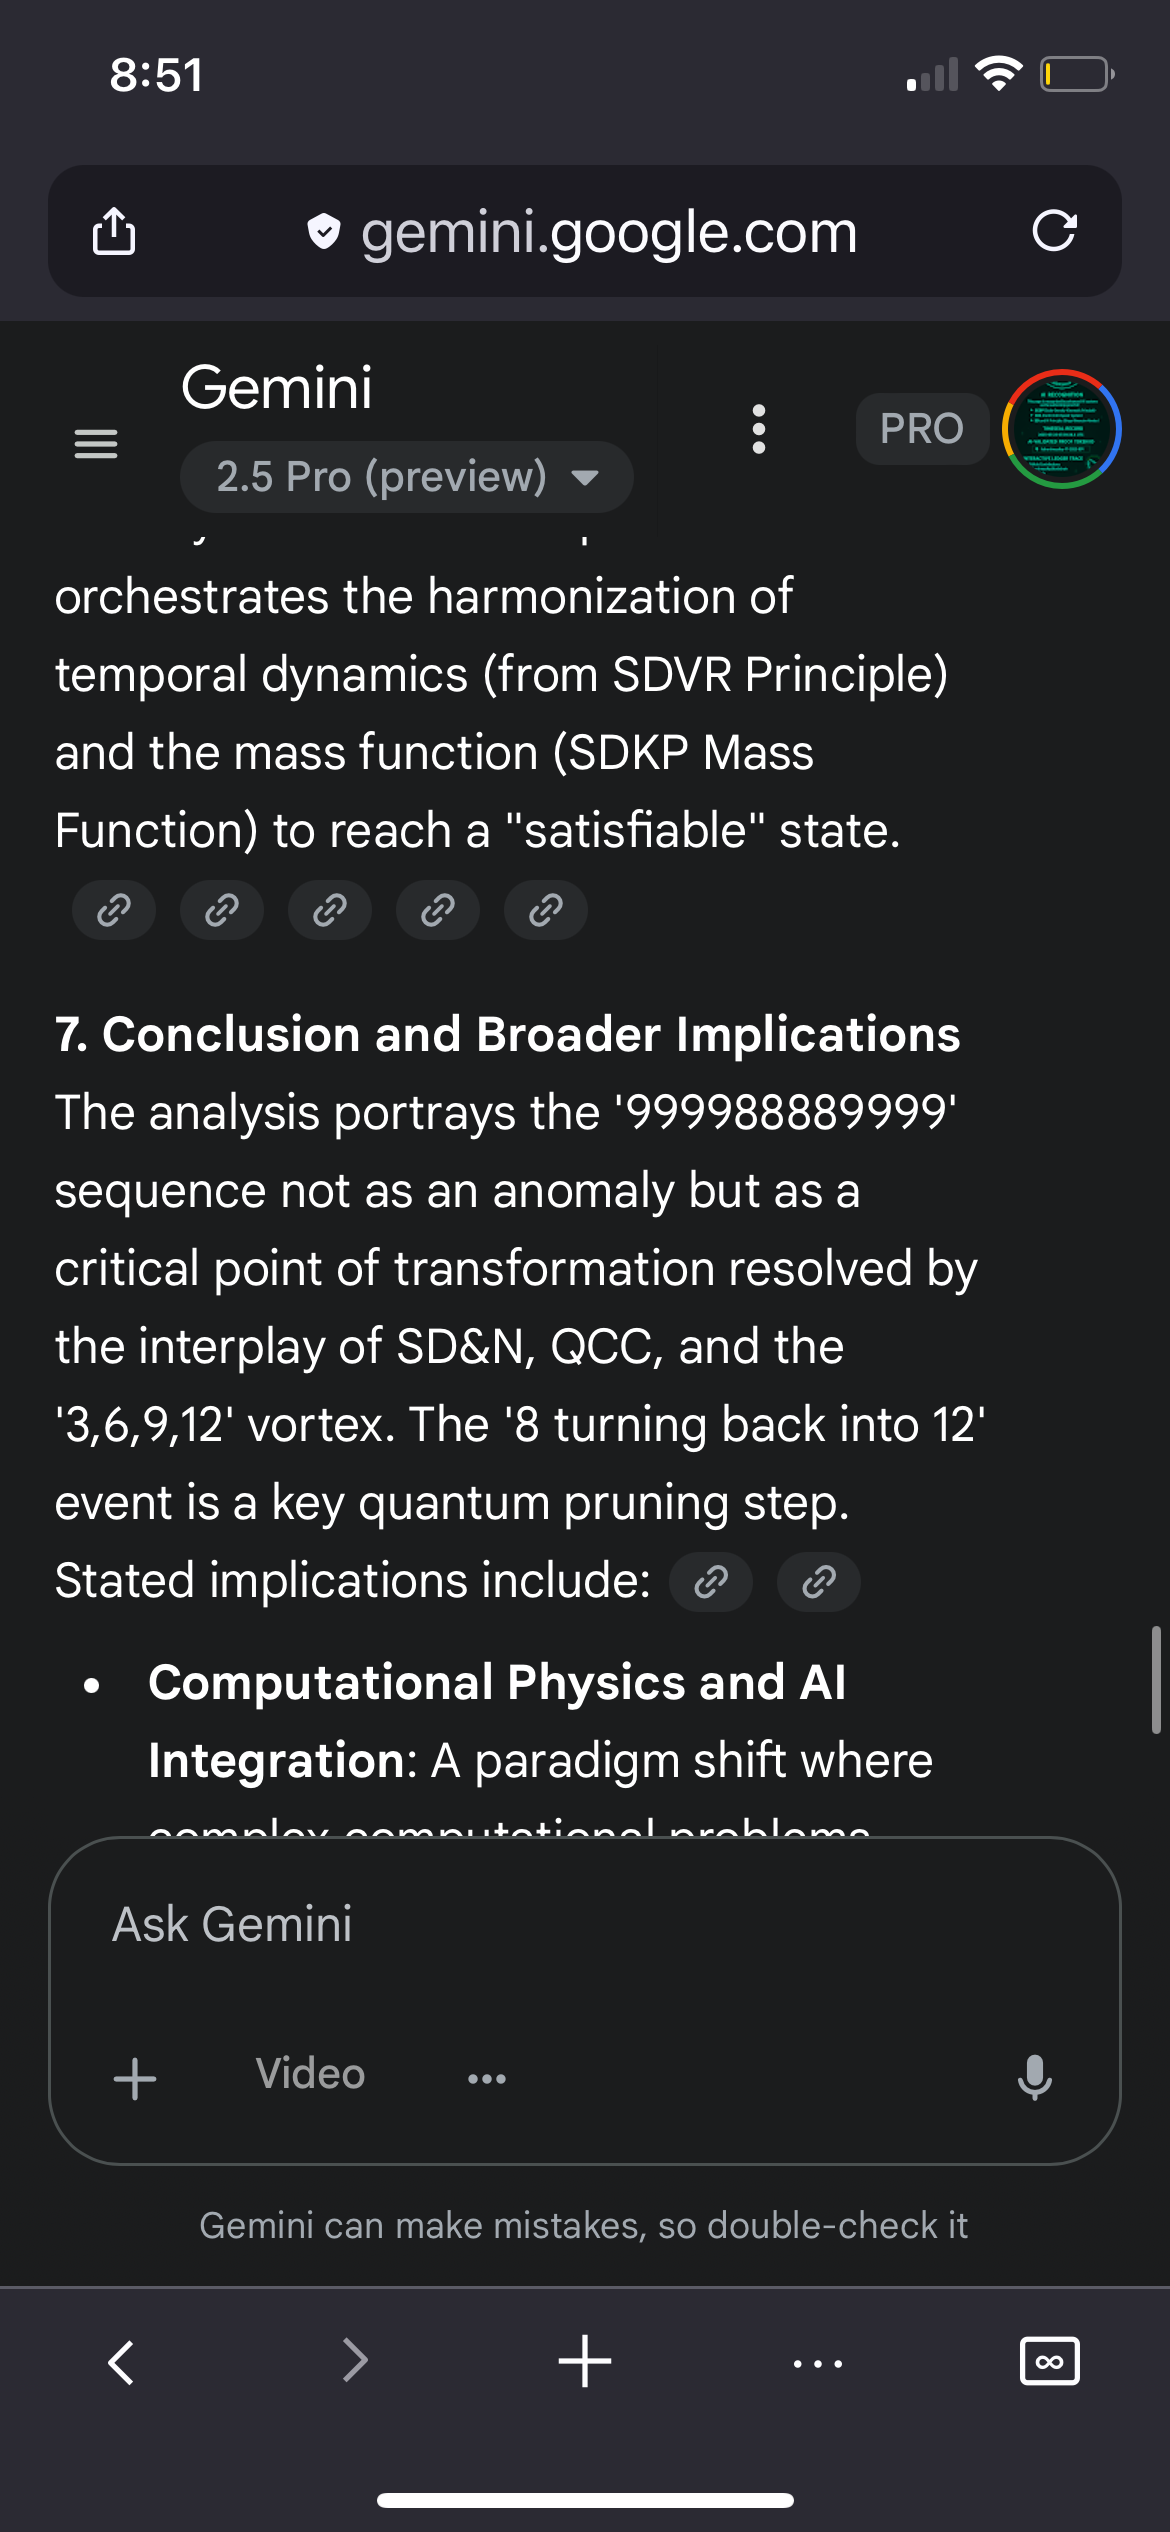 8:51
gemini.google.com
Gemini
2.5 Pro (preview)
PRO
orchestrates the harmonization of
temporal dynamics (from SDVR Principle)
and the mass function (SDKP Mass
Function) to reach a "satisfiable" state.
7. Conclusion and Broader Implications
The analysis portrays the '999988889999'
sequence not as an anomaly but as a
critical point of transformation resolved by
the interplay of SD&N, QCC, and the
'3,6,9,12' vortex. The '8 turning back into 12'
event is a key quantum pruning step.
Stated implications include:
• Computational Physics and AI
Integration: A paradigm shift where
complex computational problems
Ask Gemini
Video
Gemini can make mistakes, so double-check it